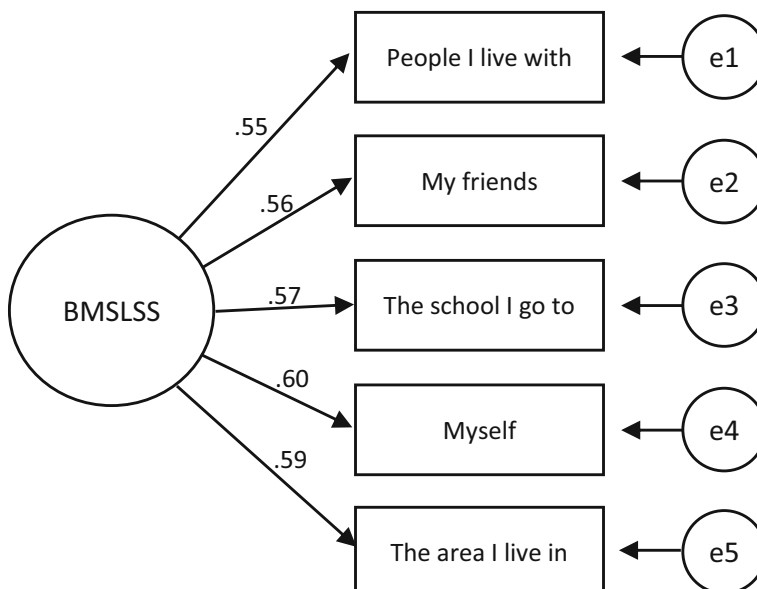 People I live with
e1
.55
My friends
e2
.56
BMSLSS
.57
The school I go to
e3
.60
Myself
e4
.59
The area I live in
e5